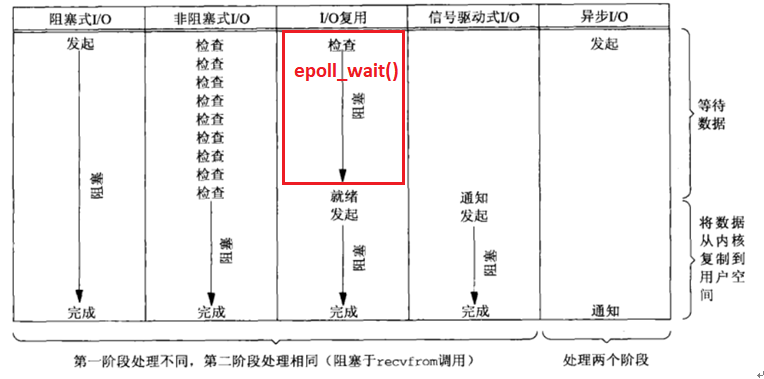 阻塞式I/O 非阻塞式I/O I/O复用 信号驱动式I/O 异步I/O
发起 检查 检查 发起
检查
epoll_wait()
检查
检查
检查
检查
检查
检查
检查
阻塞
阻塞
等待
数据
就绪 通知
发起 发起
阻塞
阻塞
阻塞
将数据
从内核
复制到
用户空
间
完成 完成 完成 完成 通知
第一阶段处理不同，第二阶段处理相同（阻塞于recvfrom调用） 处理两个阶段